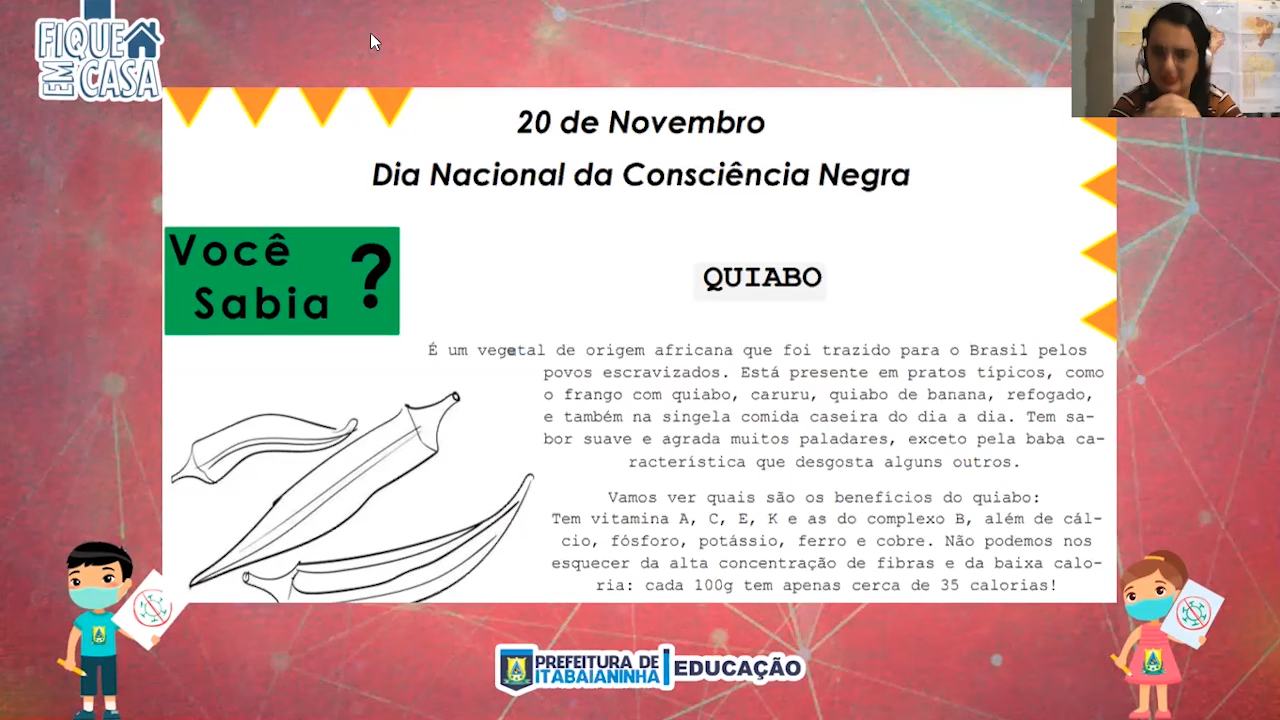 FIQUE
EM CASA
20 de Novembro
Dia Nacional da Consciência Negra
Você
Sabia ?
QUIABO
É um vegetal de origem africana que foi trazido para o Brasil pelos
povos escravizados. Está presente em pratos típicos, como
o frango com quiabo, caruru, quiabo de banana, refogado,
e também na singela comida caseira do dia a dia. Tem sa-
bor suave e agrada muitos paladares, exceto pela baba ca-
racterística que desgosta alguns outros.
Vamos ver quais são os benefícios do quiabo:
Tem vitamina A, C, E, K e as do complexo B, além de cál-
cio, fósforo, potássio, ferro e cobre. Não podemos nos
esquecer da alta concentração de fibras e da baixa calo-
ria: cada 100g tem apenas cerca de 35 calorias!
PREFEITURA DE
ITABAIANINHA
EDUCAÇÃO